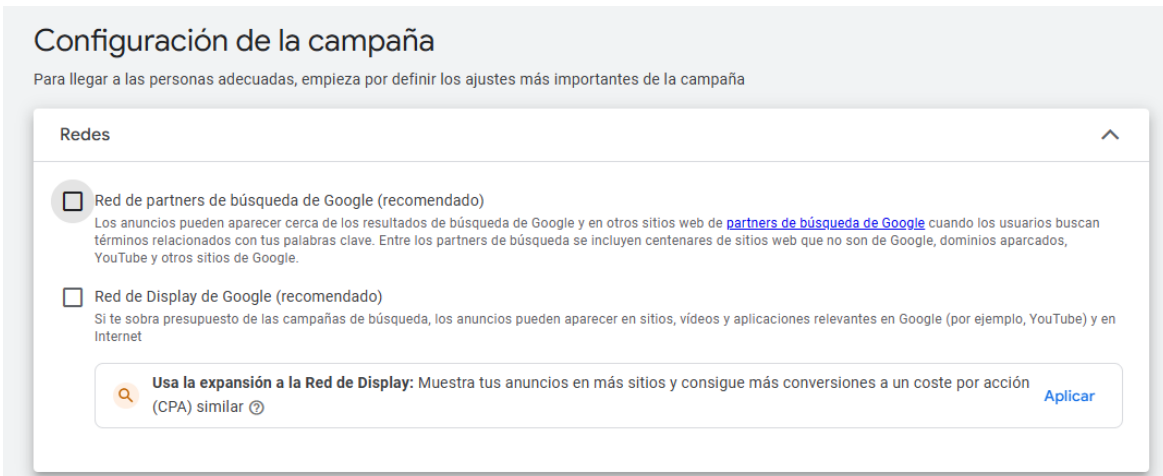 Configuración de la campaña
Para llegar a las personas adecuadas, empieza por definir los ajustes más importantes de la campaña
Redes
Red de partners de búsqueda de Google (recomendado)
Los anuncios pueden aparecer cerca de los resultados de búsqueda de Google y en otros sitios web de partners de búsqueda de Google cuando los usuarios buscan
términos relacionados con tus palabras clave. Entre los partners de búsqueda se incluyen centenares de sitios web que no son de Google, dominios aparcados,
YouTube y otros sitios de Google.
Red de Display de Google (recomendado)
Si te sobra presupuesto de las campañas de búsqueda, los anuncios pueden aparecer en sitios, vídeos y aplicaciones relevantes en Google (por ejemplo, YouTube) y en
Internet
Usa la expansión a la Red de Display: Muestra tus anuncios en más sitios y consigue más conversiones a un coste por acción
(CPA) similar
Aplicar